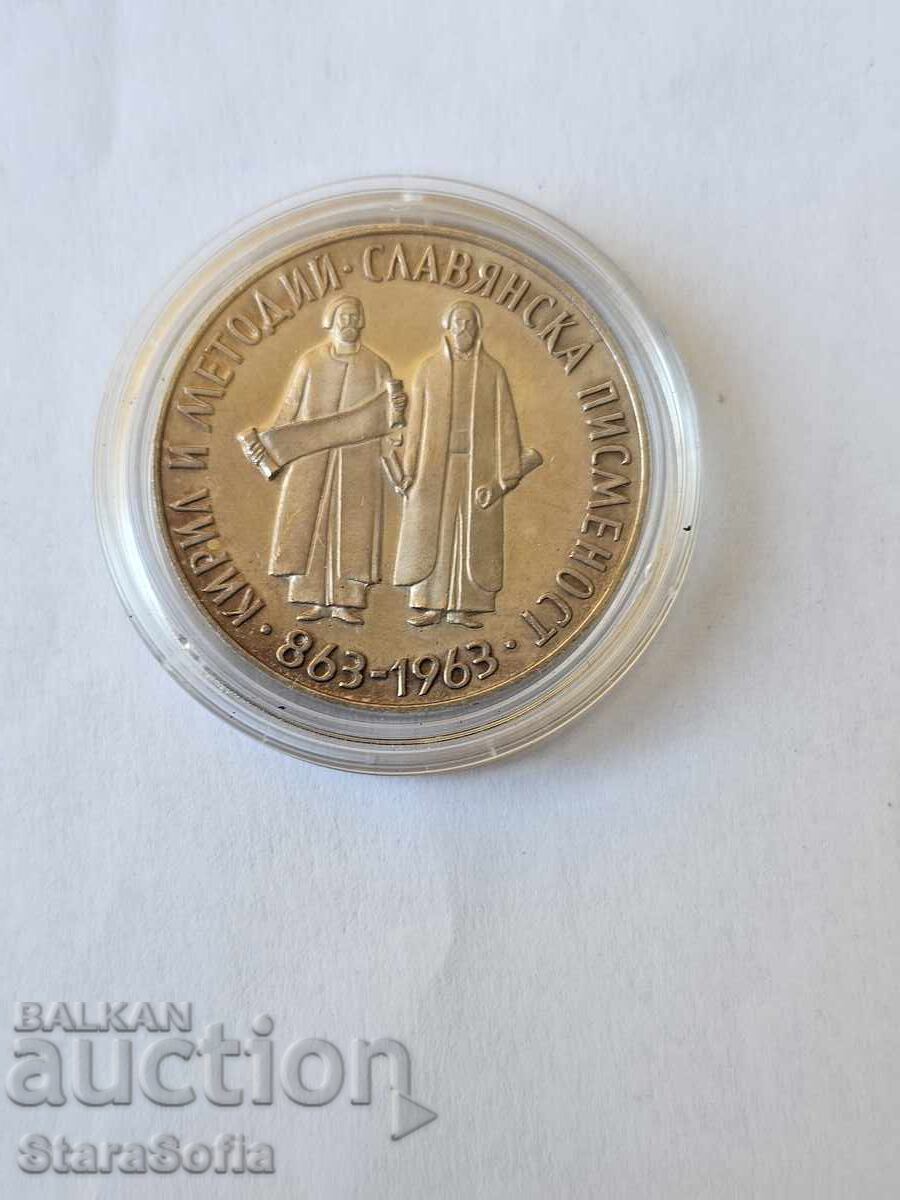 · КИРИЛ И МЕТОДИЙ · СЛАВЯНСКА ПИСМЕНОСТ ·
863-1963
BALKAN
auction
StaraSofia